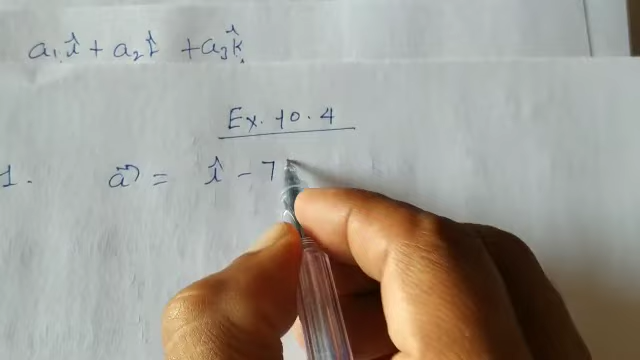 a₁î + a₂ĵ + a₃k̂
Ex. 10.4
1. a⃗ = î - 7